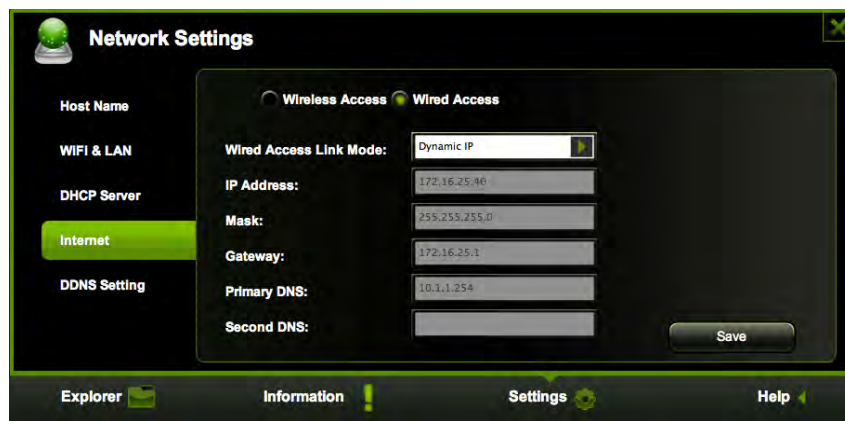 Network Settings
Host Name
WiFI & LAN
DHCP Server
Internet
DDNS Setting
Wireless Access Wired Access
Wired Access Link Mode: Dynamic IP
IP Address: 172.16.25.40
Mask: 255.255.255.0
Gateway: 172.16.25.1
Primary DNS: 10.1.1.254
Second DNS:
Save
Explorer Information Settings Help